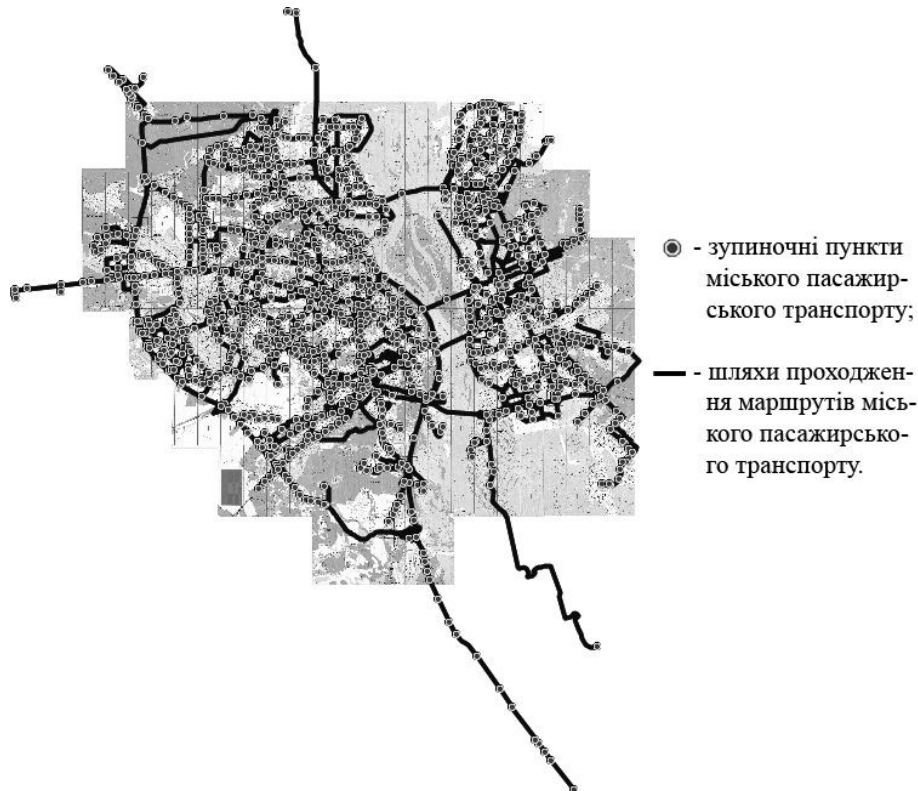 - зупиночні пункти
міського пасажир-
ського транспорту;
- шляхи проходжен-
ня маршрутів місь-
кого пасажирсько-
го транспорту.